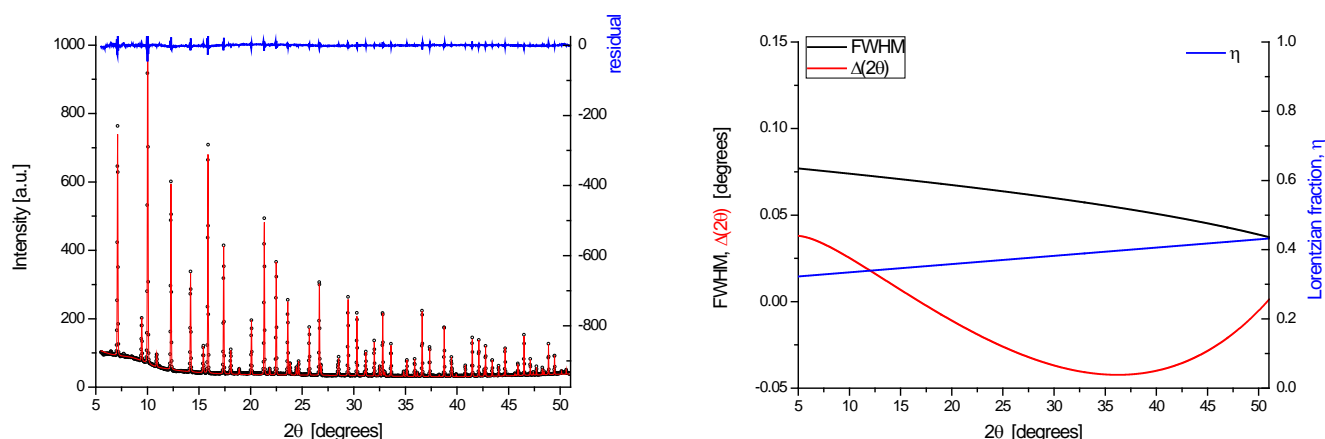 1000
800
600
400
200
0
Intensity [a.u.]
0
-200
-400
-600
-800
residual
5 10 15 20 25 30 35 40 45 50
2θ [degrees]
0.15
0.10
0.05
0.00
-0.05
FWHM, Δ(2θ) [degrees]
FWHM
Δ(2θ)
η
1.0
0.8
0.6
0.4
0.2
0.0
Lorentzian fraction, η
5 10 15 20 25 30 35 40 45 50
2θ [degrees]